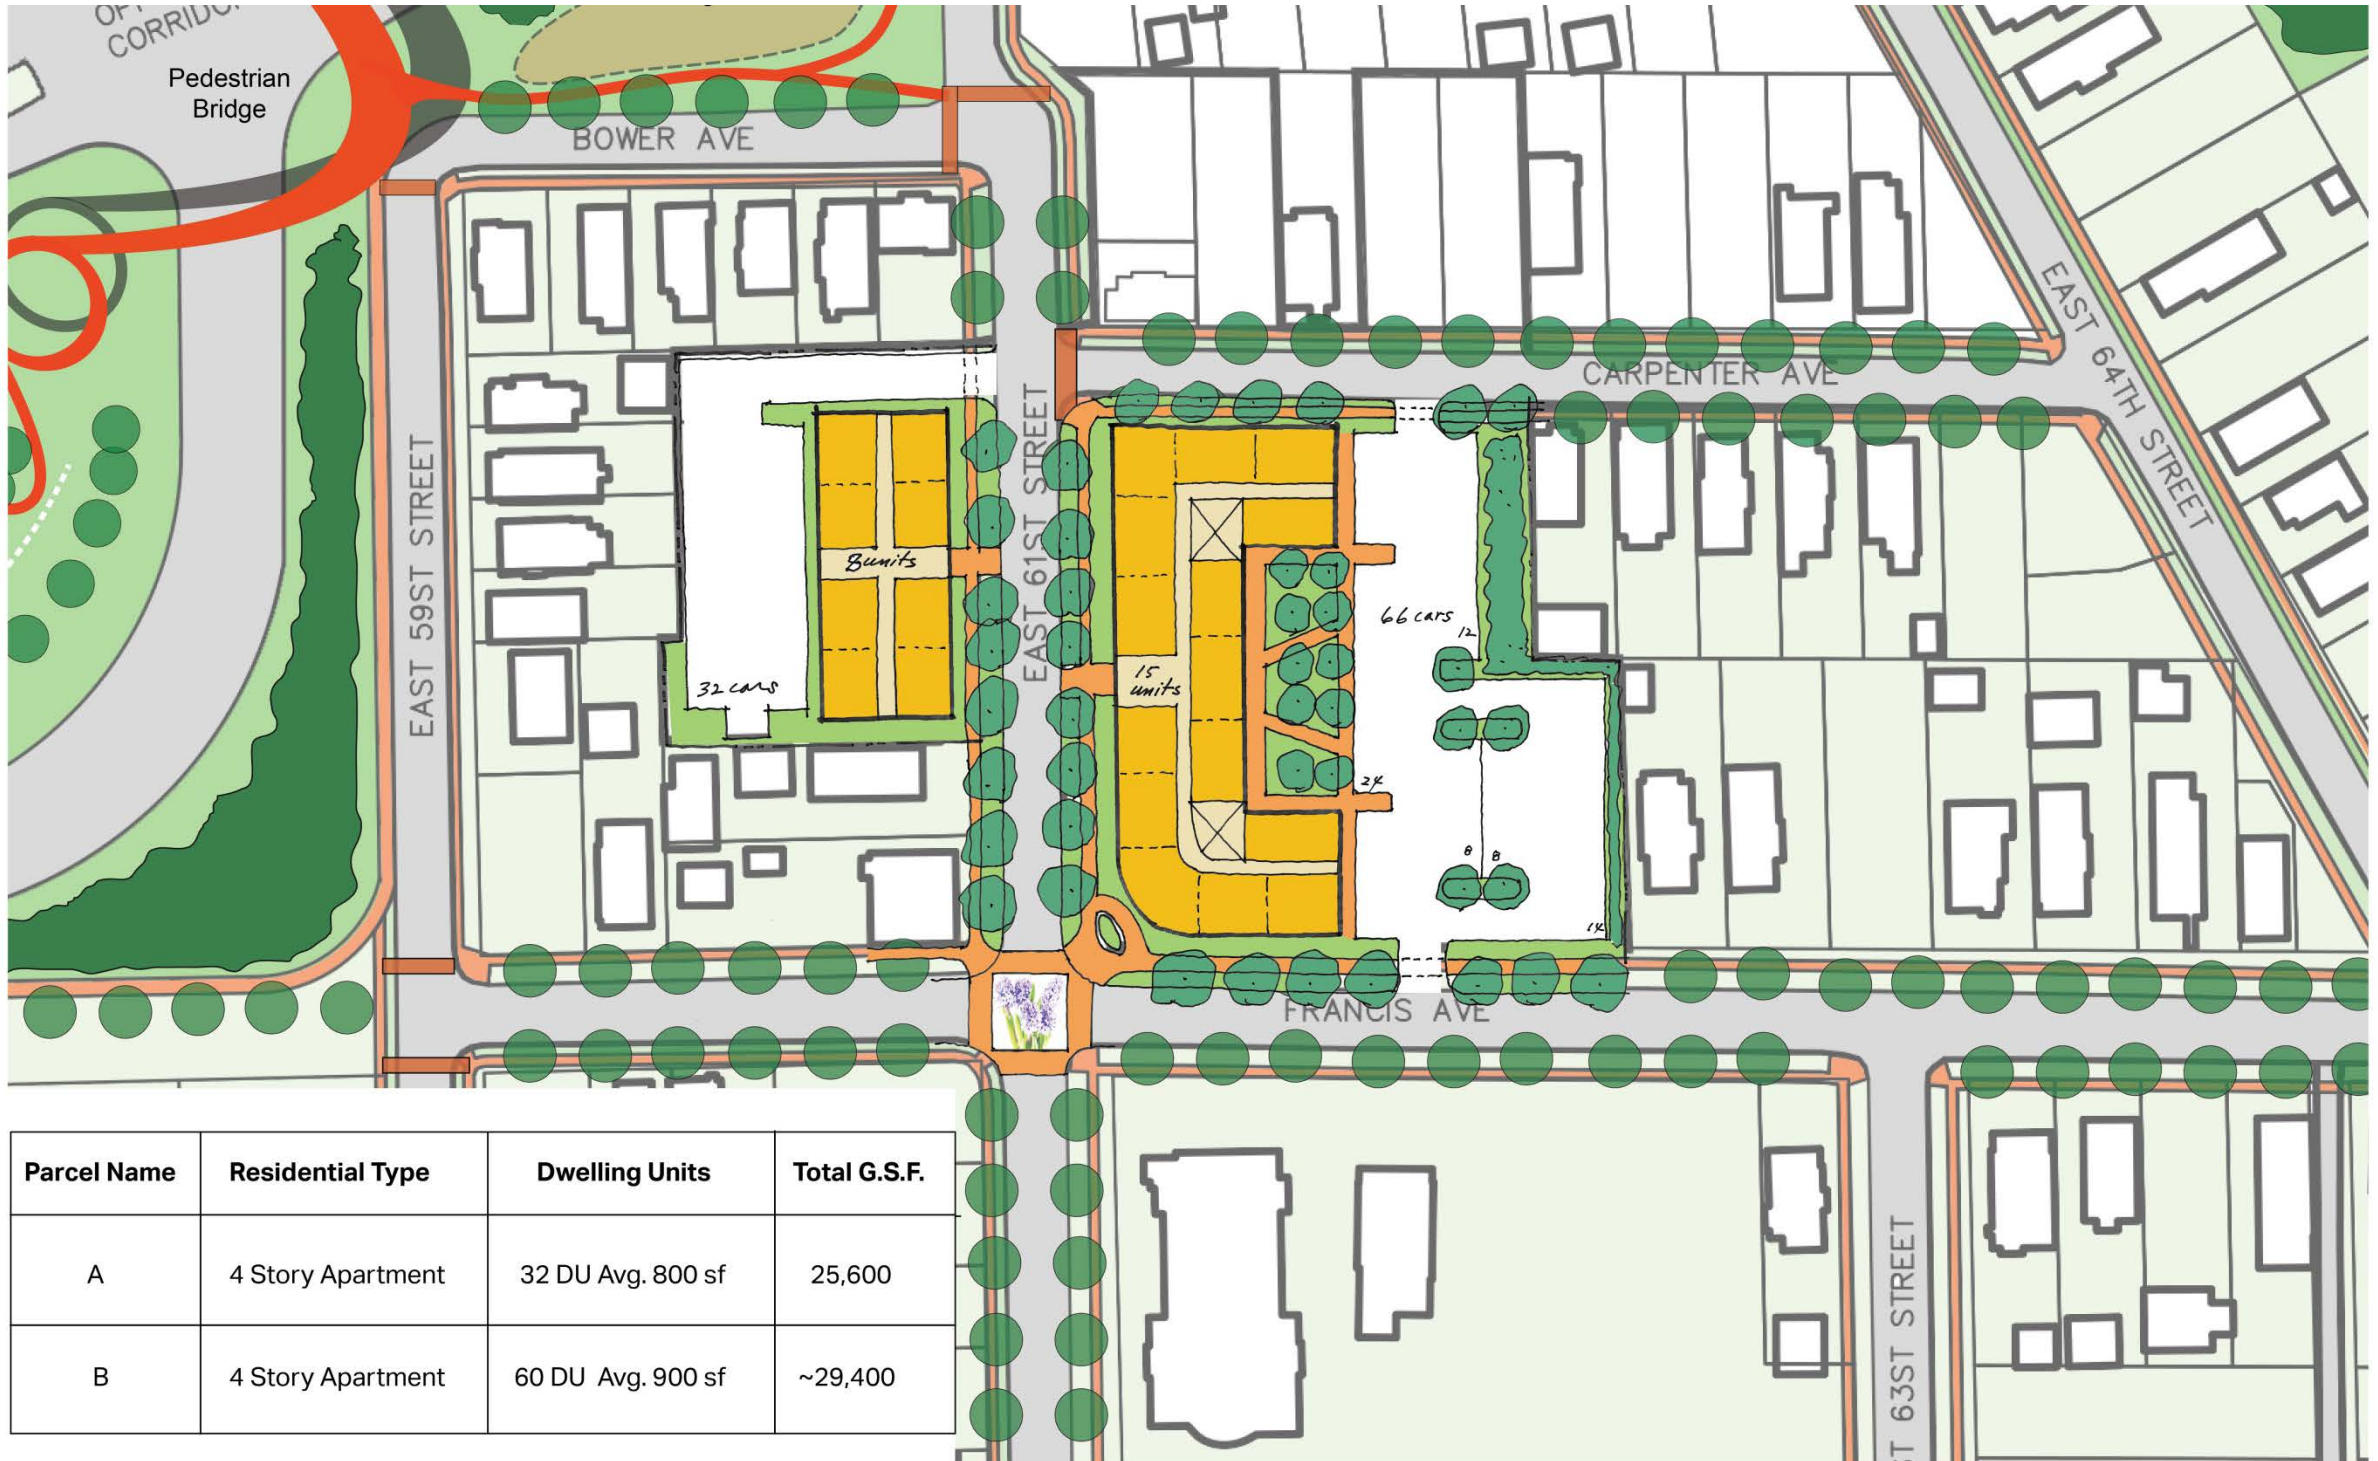 CORRIDOR
Pedestrian
Bridge
BOWER AVE
EAST 64TH STREET
CARPENTER AVE
EAST 59ST STREET
EAST 61ST STREET
8 units
32 cars
15
units
66 cars
12
24
8
8
14
FRANCIS AVE
63ST STREET
Parcel Name Residential Type Dwelling Units Total G.S.F.
A 4 Story Apartment 32 DU Avg. 800 sf 25,600
B 4 Story Apartment 60 DU Avg. 900 sf ~29,400